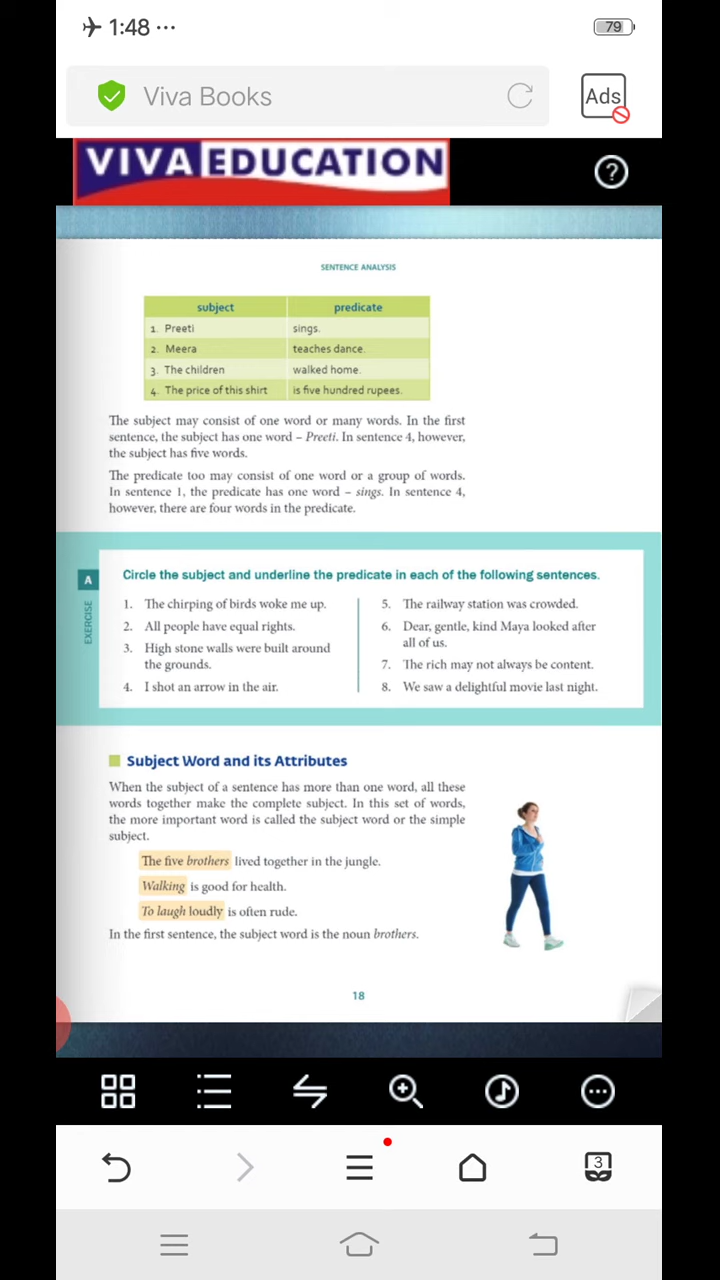 1:48 ···
79
Viva Books
Ads
VIVA EDUCATION
?
SENTENCE ANALYSIS
subject predicate
1. Preeti sings.
2. Meera teaches dance.
3. The children walked home.
4. The price of this shirt is five hundred rupees.
The subject may consist of one word or many words. In the first
sentence, the subject has one word – Preeti. In sentence 4, however,
the subject has five words.
The predicate too may consist of one word or a group of words.
In sentence 1, the predicate has one word – sings. In sentence 4,
however, there are four words in the predicate.
A
EXERCISE
Circle the subject and underline the predicate in each of the following sentences.
1. The chirping of birds woke me up.
2. All people have equal rights.
3. High stone walls were built around
the grounds.
4. I shot an arrow in the air.
5. The railway station was crowded.
6. Dear, gentle, kind Maya looked after
all of us.
7. The rich may not always be content.
8. We saw a delightful movie last night.
Subject Word and its Attributes
When the subject of a sentence has more than one word, all these
words together make the complete subject. In this set of words,
the more important word is called the subject word or the simple
subject.
The five brothers lived together in the jungle.
Walking is good for health.
To laugh loudly is often rude.
In the first sentence, the subject word is the noun brothers.
18
3